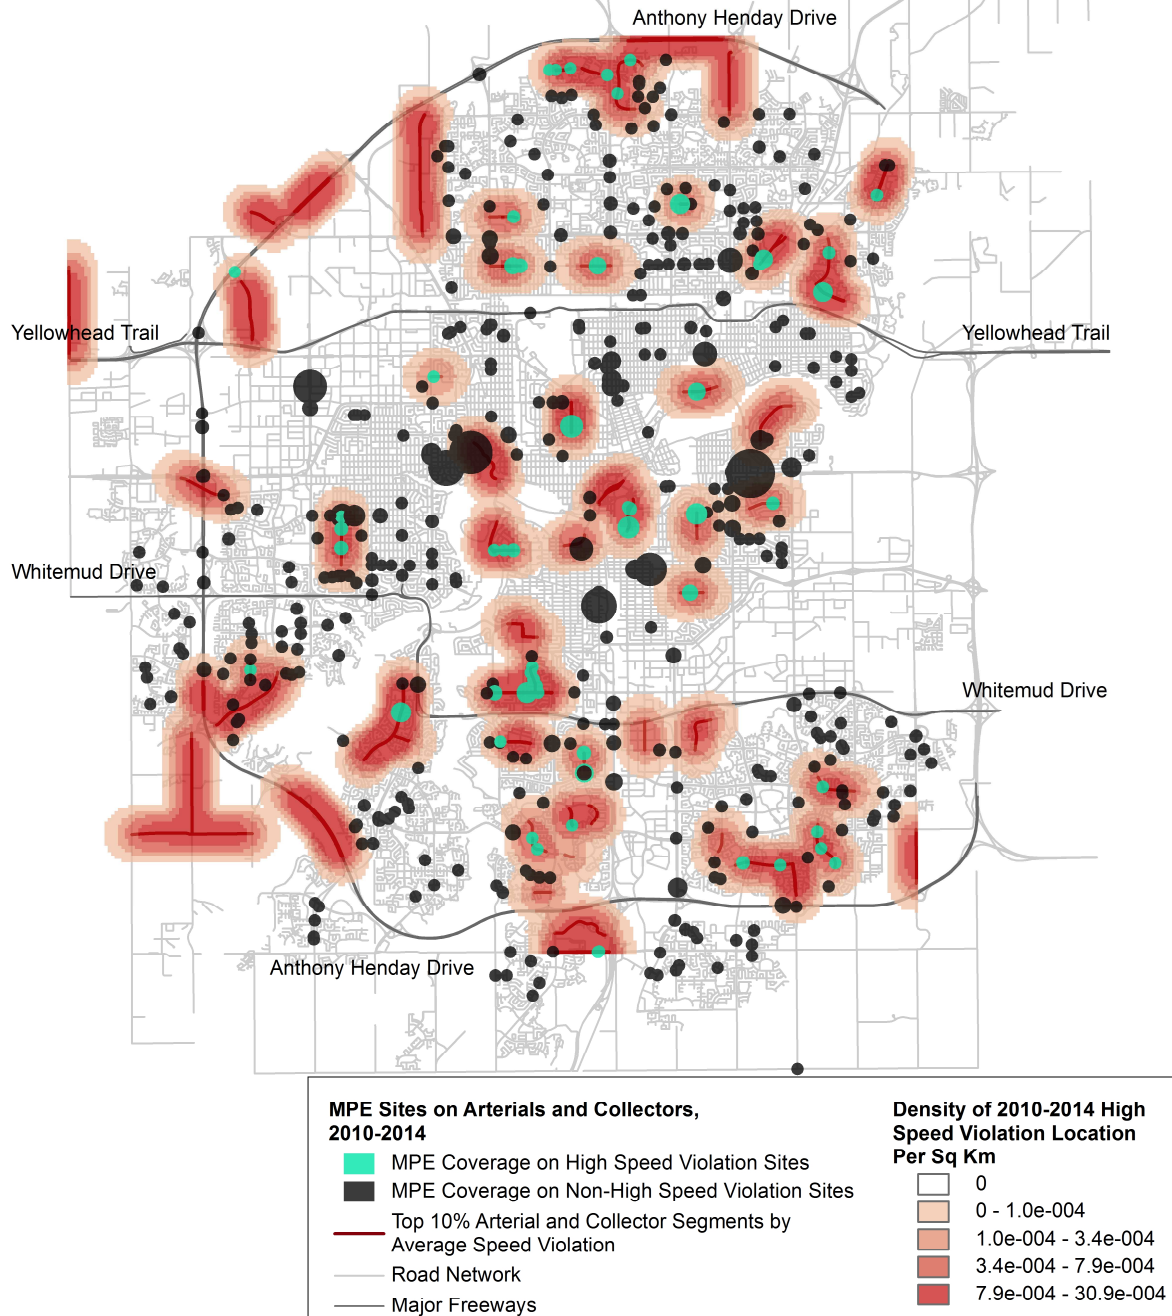 Anthony Henday Drive
Yellowhead Trail
Yellowhead Trail
Whitemud Drive
Whitemud Drive
Anthony Henday Drive
MPE Sites on Arterials and Collectors,
2010-2014
MPE Coverage on High Speed Violation Sites
MPE Coverage on Non-High Speed Violation Sites
Top 10% Arterial and Collector Segments by
Average Speed Violation
Road Network
Major Freeways
Density of 2010-2014 High
Speed Violation Location
Per Sq Km
0
0 - 1.0e-004
1.0e-004 - 3.4e-004
3.4e-004 - 7.9e-004
7.9e-004 - 30.9e-004